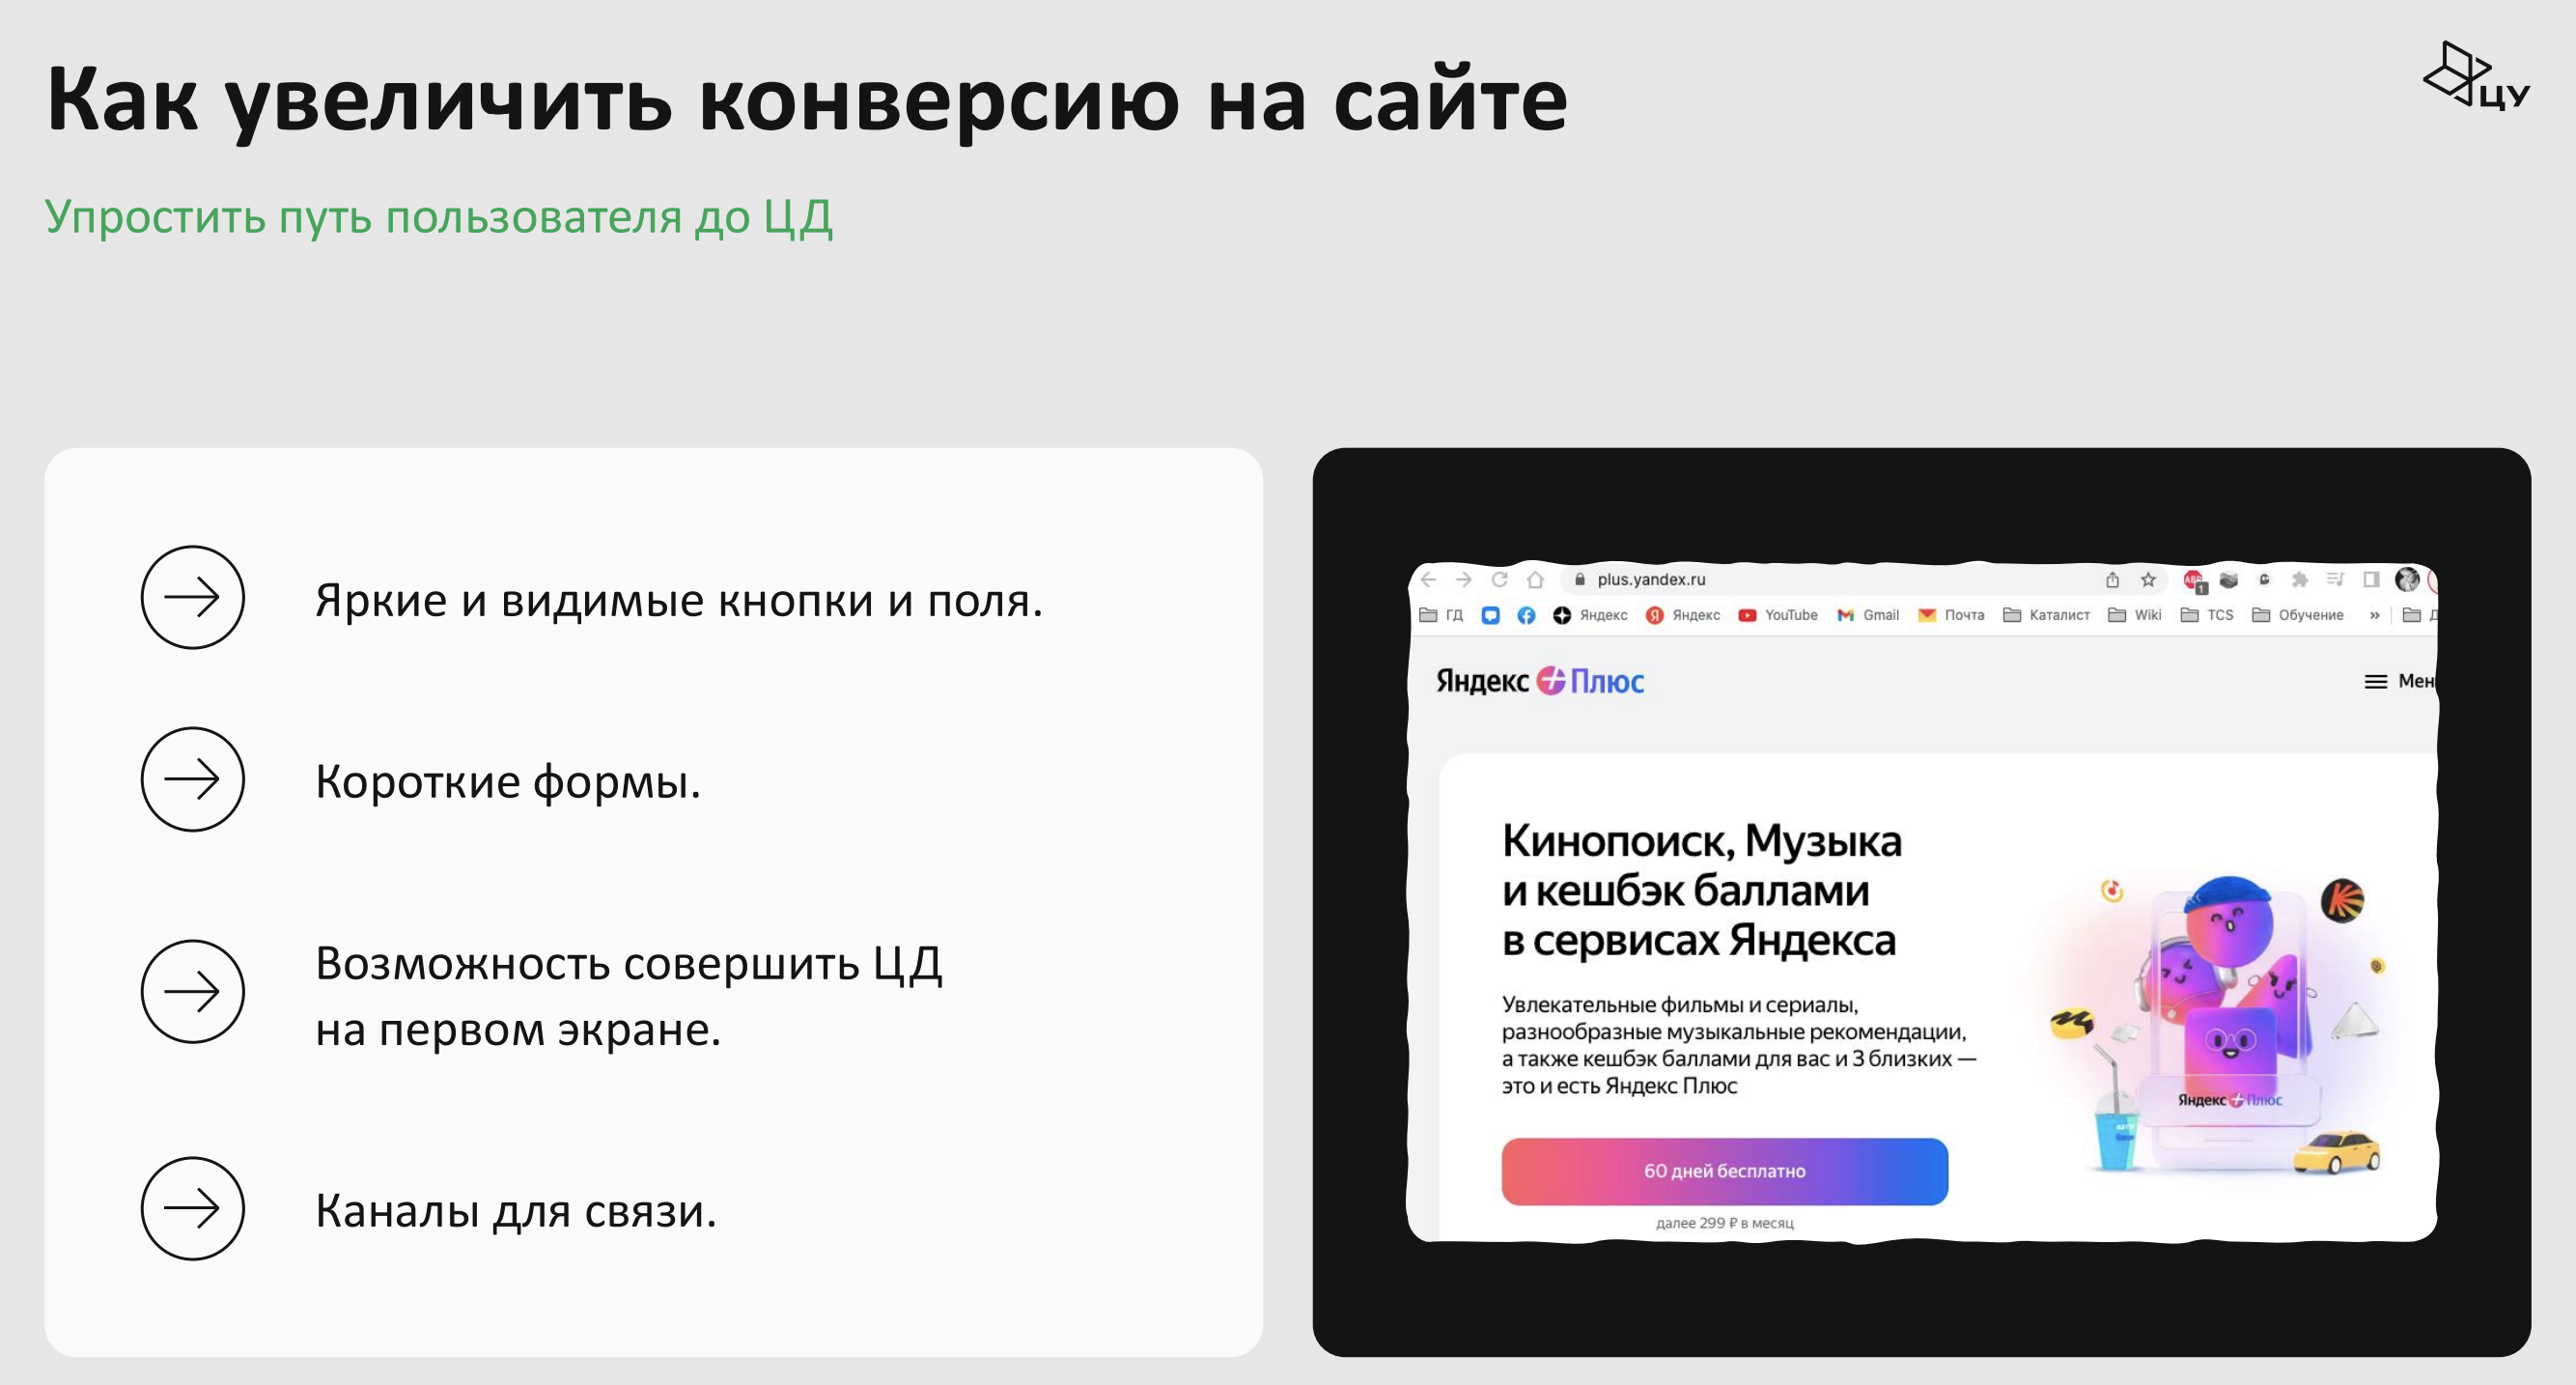 Как увеличить конверсию на сайте
ЦУ
Упростить путь пользователя до ЦД
Яркие и видимые кнопки и поля.
Короткие формы.
Возможность совершить ЦД
на первом экране.
Каналы для связи.
plus.yandex.ru
ABP 1
ГД Яндекс Я Яндекс YouTube Gmail Почта Каталист Wiki TCS Обучение »
Яндекс Плюс
Мен
Кинопоиск, Музыка
и кешбэк баллами
в сервисах Яндекса
Увлекательные фильмы и сериалы,
разнообразные музыкальные рекомендации,
а также кешбэк баллами для вас и 3 близких —
это и есть Яндекс Плюс
Яндекс Плюс
60 дней бесплатно
далее 299 ₽ в месяц